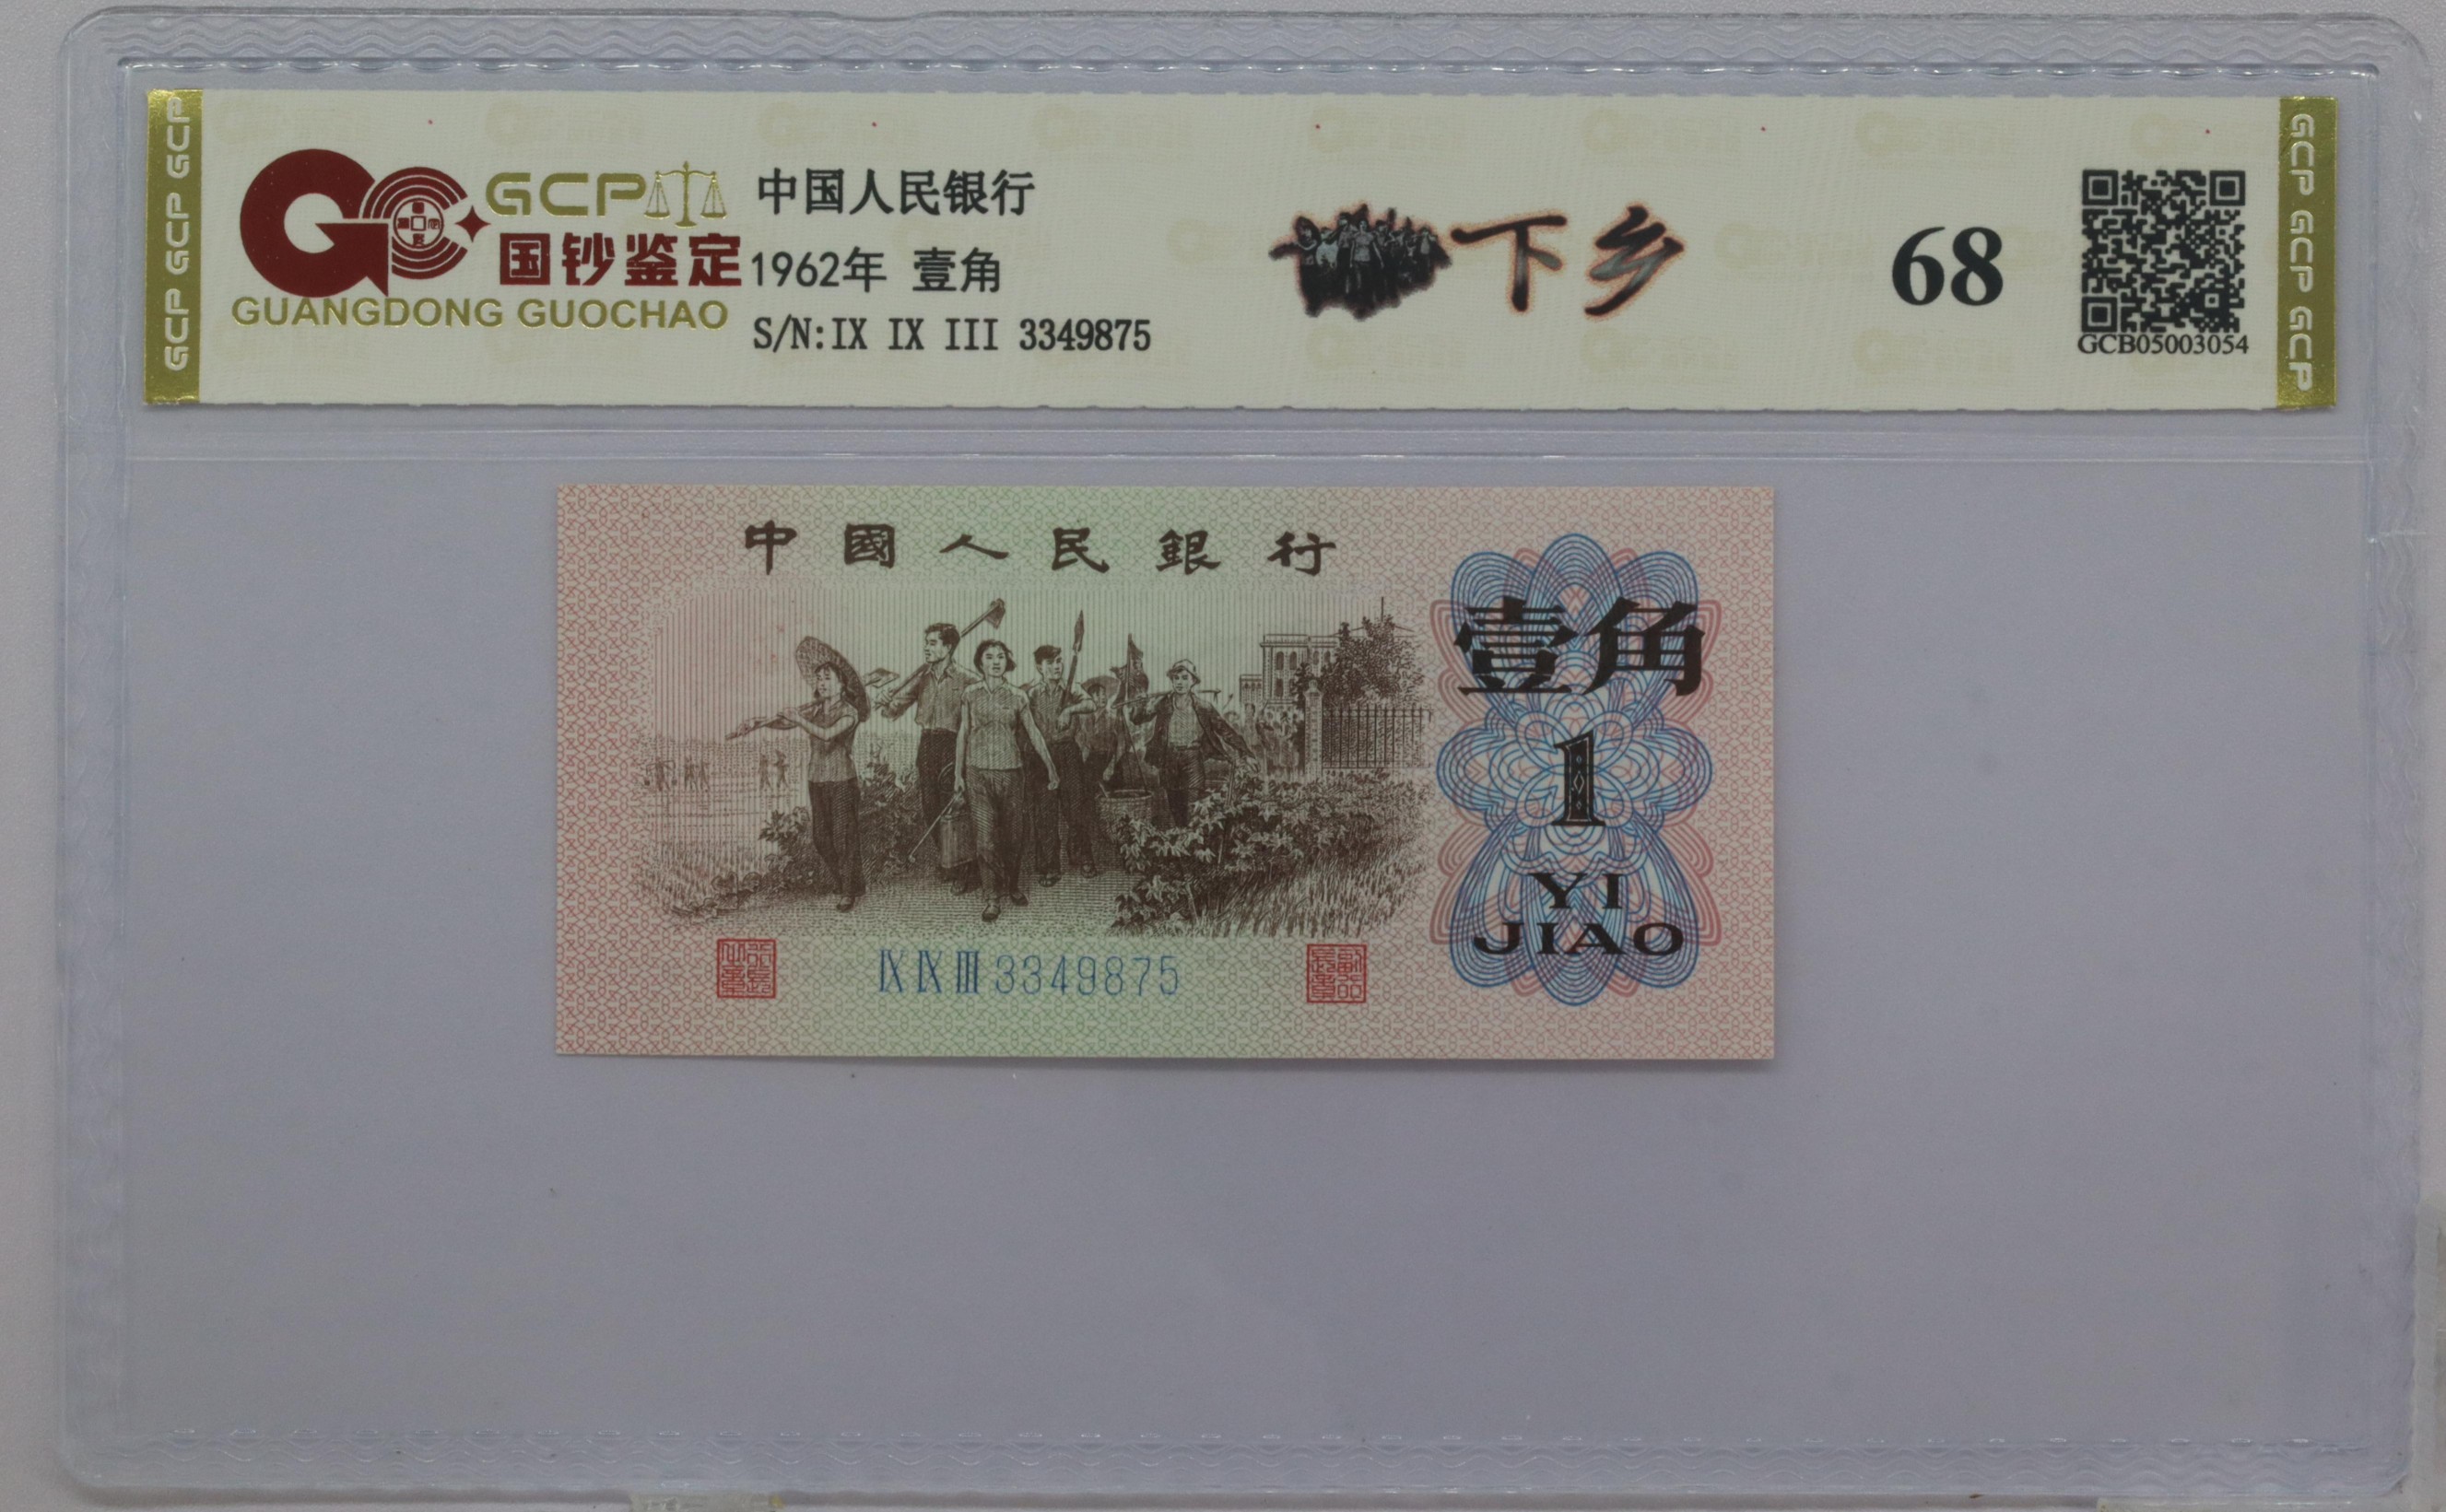 GCP GCP GCP
GCP
国钞鉴定
GUANGDONG GUOCHAO
中国人民银行
1962年 壹角
S/N:IX IX III 3349875
下乡
68
GCB05003054
GCP GCP GCP
中國人民銀行
壹角
1
YI
JIAO
IX IX III 3349875